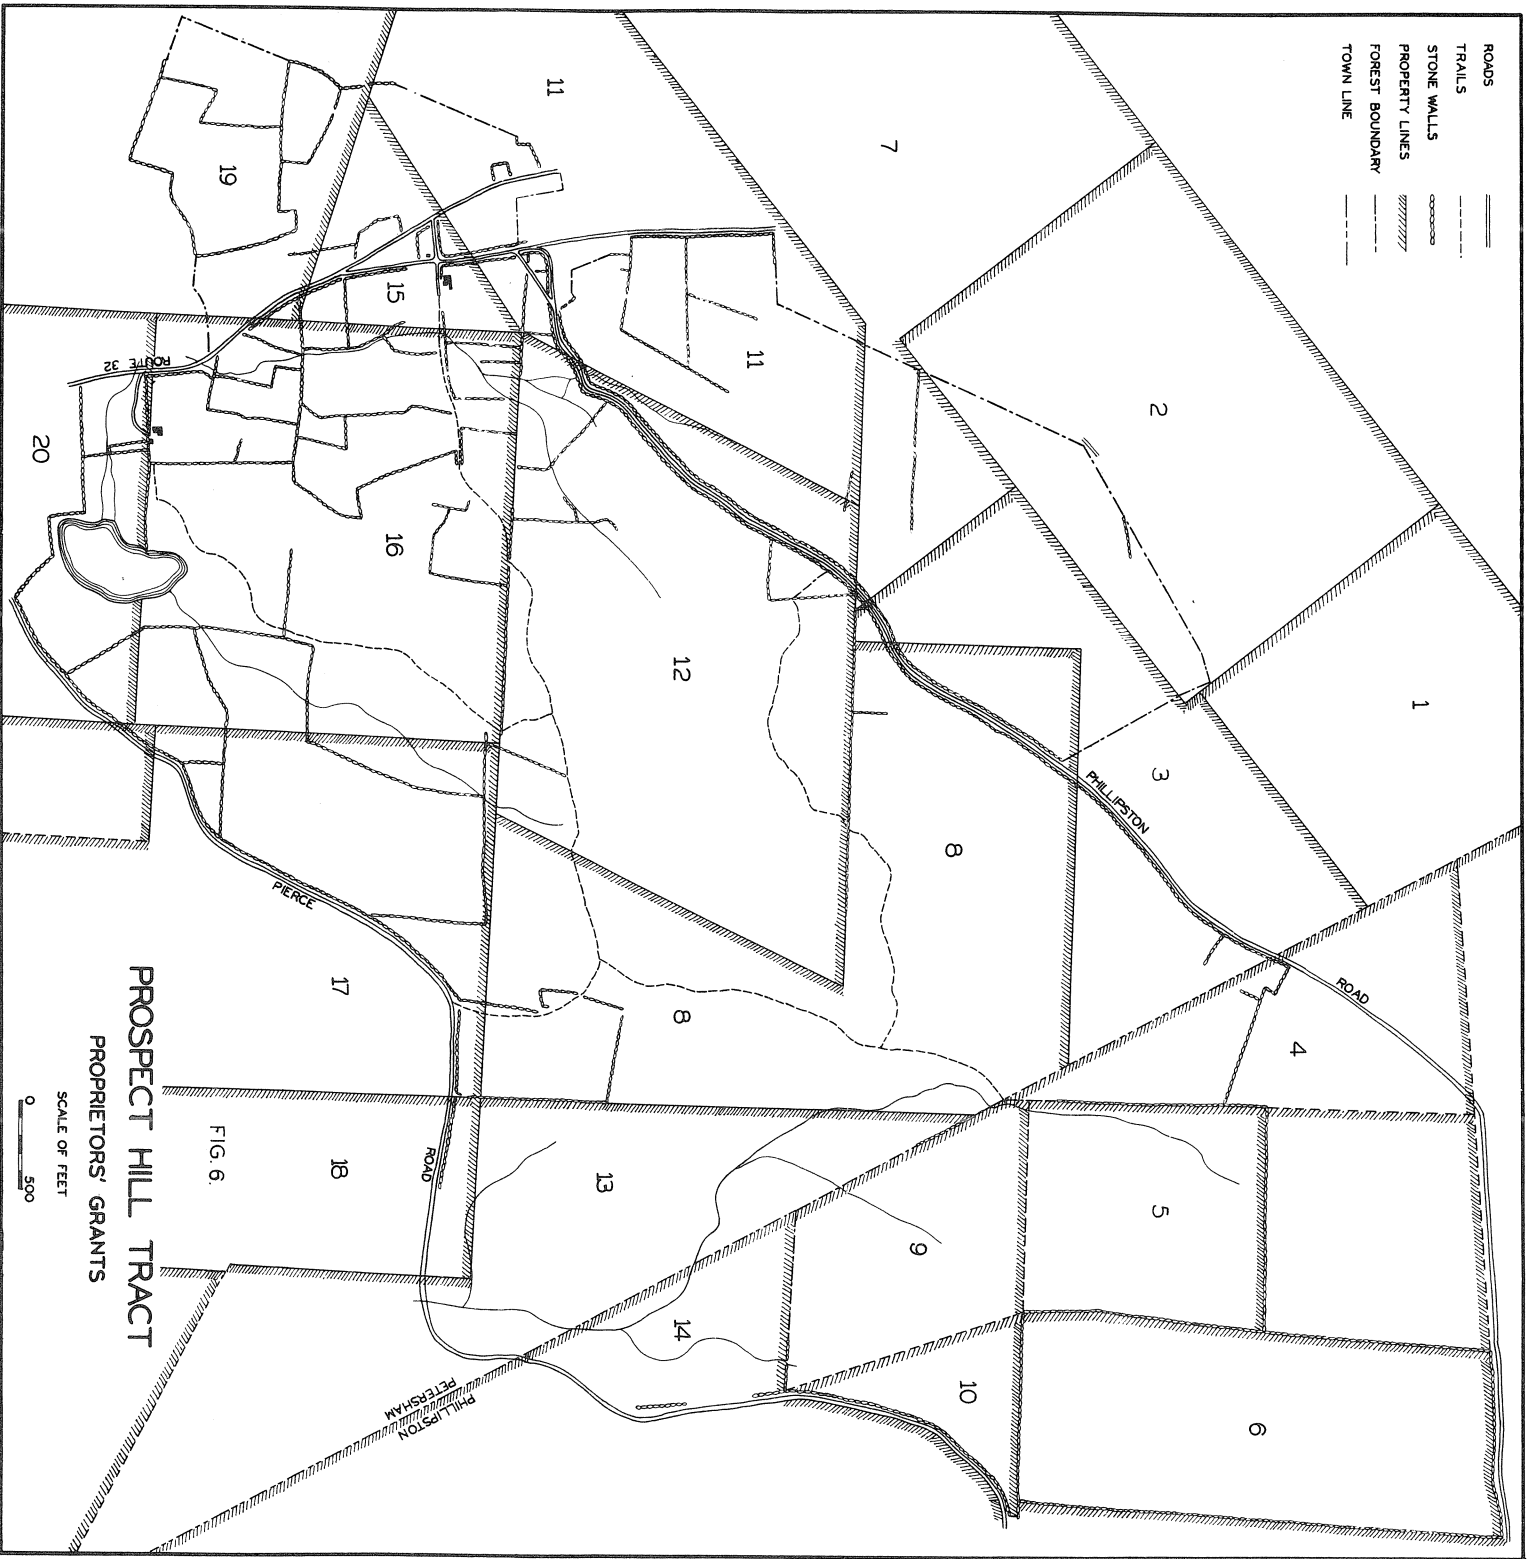 ROADS
TRAILS
STONE WALLS
PROPERTY LINES
FOREST BOUNDARY
TOWN LINE
1
2
3
4
5
6
7
8
8
9
10
11
11
12
13
14
15
16
17
18
19
20
PHILLIPSTON
ROAD
PIERCE
ROAD
ROUTE 32
PETERSHAM
PHILLIPSTON
FIG. 6.
PROSPECT HILL TRACT
PROPRIETORS' GRANTS
SCALE OF FEET
0 500